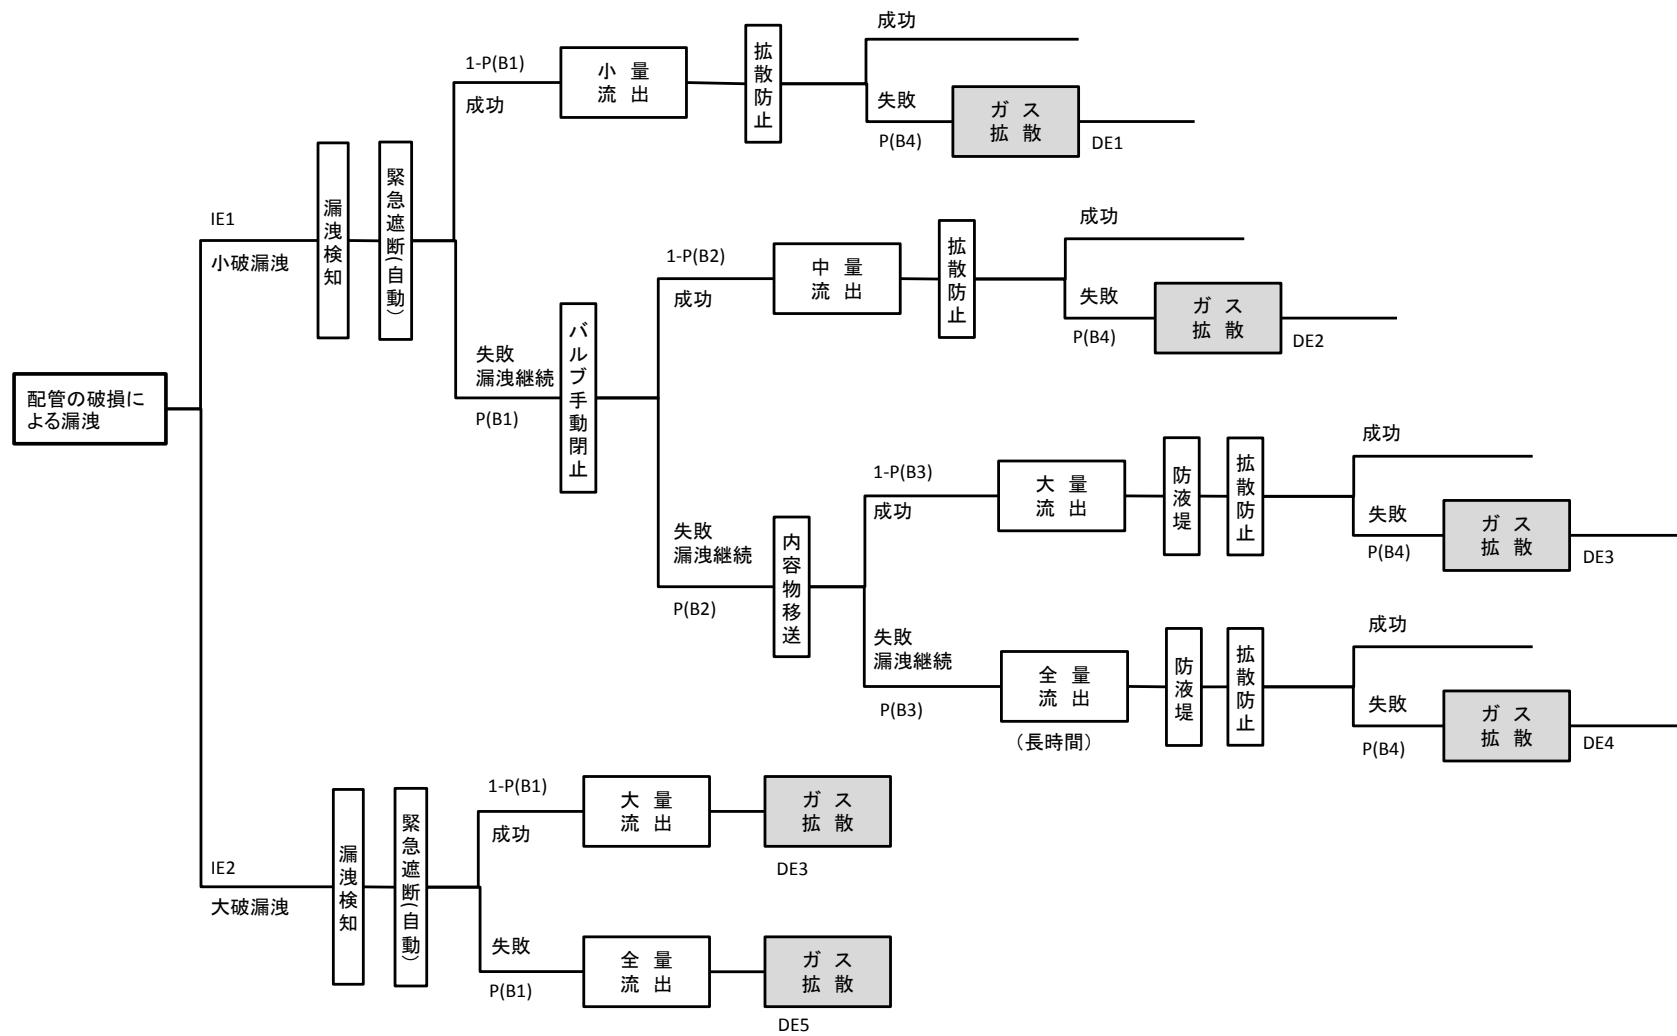 配管の破損に
よる漏洩
IE1
小破漏洩
漏洩検知
緊急遮断(自動)
1-P(B1)
成功
小 量
流 出
拡散防止
成功
失敗
P(B4)
ガ ス
拡 散
DE1
失敗
漏洩継続
P(B1)
バルブ手動閉止
1-P(B2)
成功
中 量
流 出
拡散防止
成功
失敗
P(B4)
ガ ス
拡 散
DE2
失敗
漏洩継続
P(B2)
内容物移送
1-P(B3)
成功
大 量
流 出
防液堤
拡散防止
成功
失敗
P(B4)
ガ ス
拡 散
DE3
失敗
漏洩継続
P(B3)
全 量
流 出
(長時間)
防液堤
拡散防止
成功
失敗
P(B4)
ガ ス
拡 散
DE4
IE2
大破漏洩
漏洩検知
緊急遮断(自動)
1-P(B1)
成功
大 量
流 出
ガ ス
拡 散
DE3
失敗
P(B1)
全 量
流 出
ガ ス
拡 散
DE5